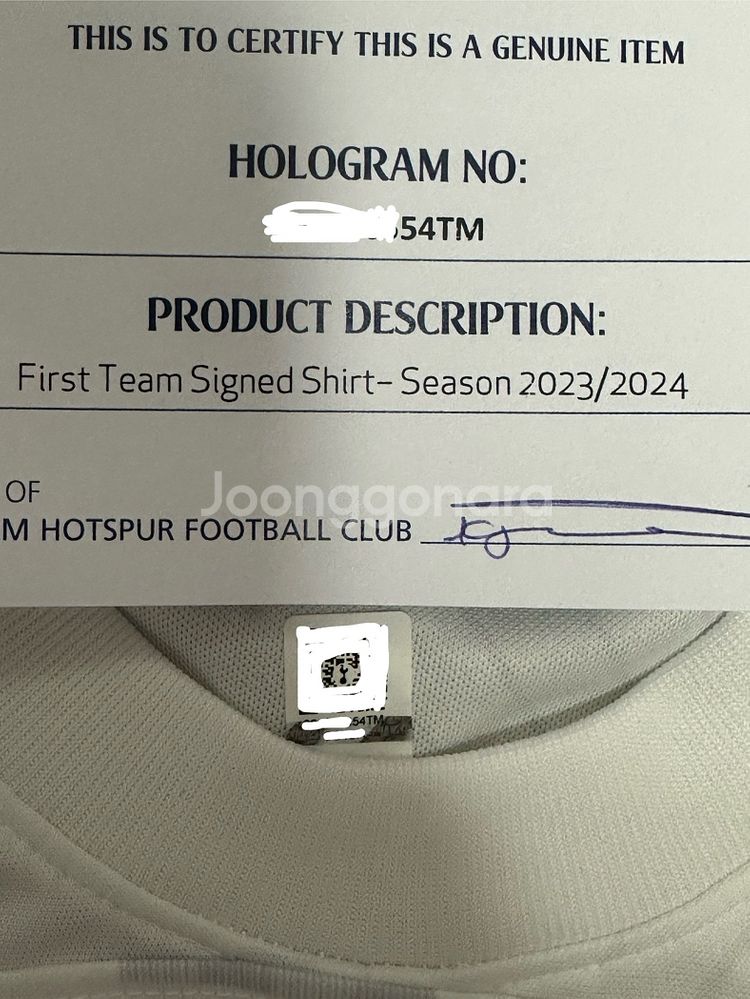 THIS IS TO CERTIFY THIS IS A GENUINE ITEM
HOLOGRAM NO:
54TM
PRODUCT DESCRIPTION:
First Team Signed Shirt- Season 2023/2024
OF
Joonggonara
M HOTSPUR FOOTBALL CLUB
54TM